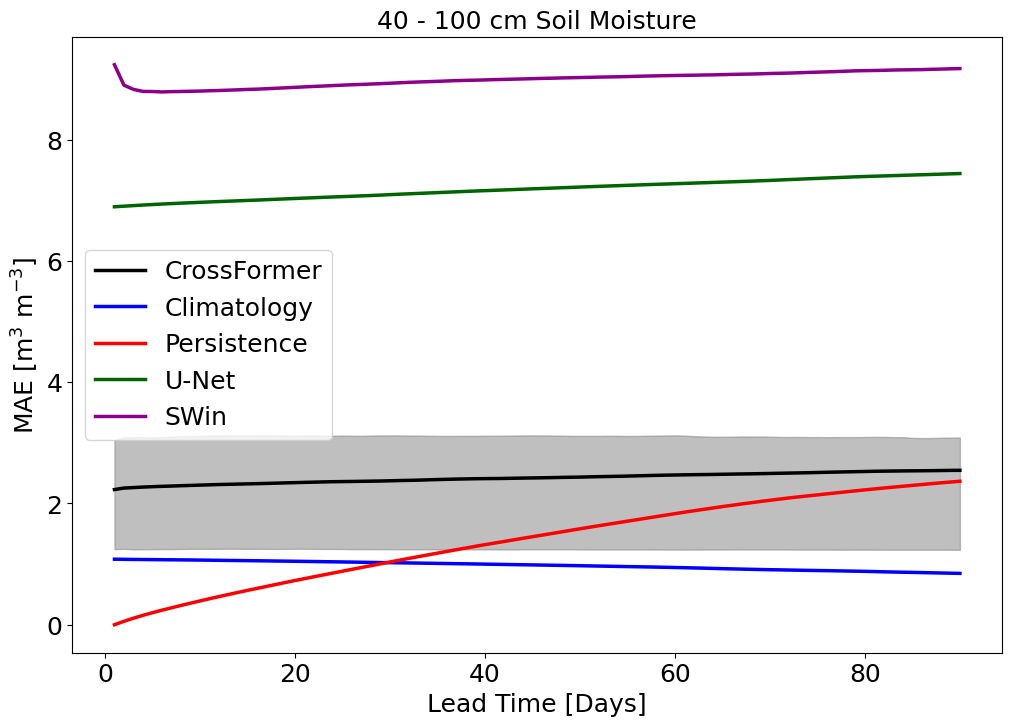 40 - 100 cm Soil Moisture
MAE [m³ m⁻³]
8
6
4
2
0
CrossFormer
Climatology
Persistence
U-Net
SWin
0 20 40 60 80
Lead Time [Days]